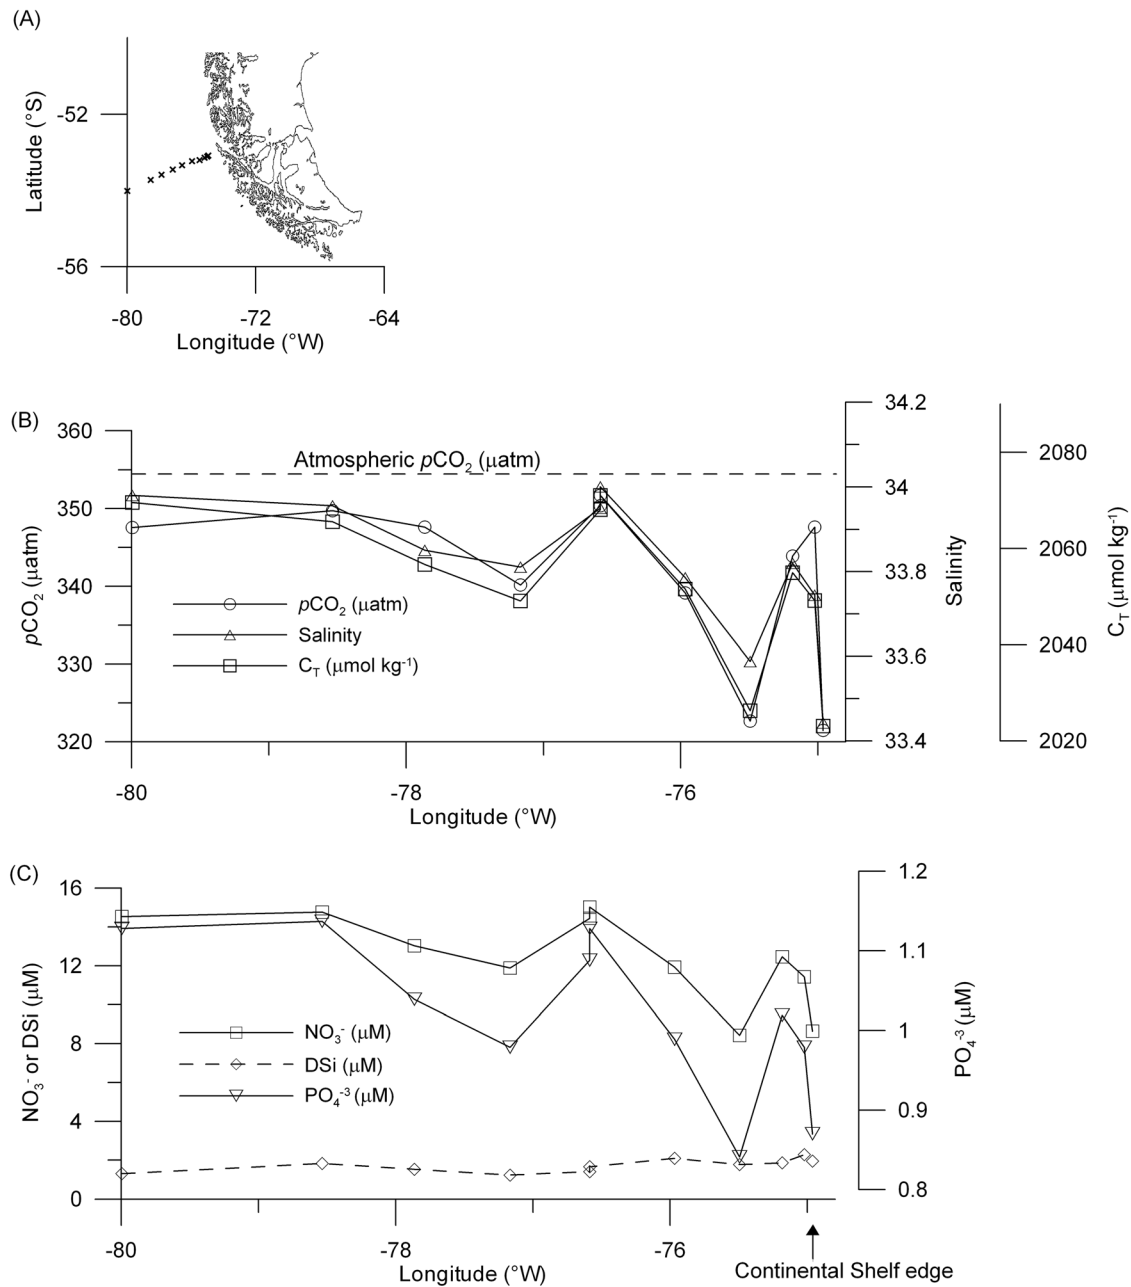 (A)
-52
-56
Latitude (°S)
-80
-72
-64
Longitude (°W)
(B)
360
350
340
330
320
pCO2 (µatm)
Atmospheric pCO2 (µatm)
pCO2 (µatm)
Salinity
CT (µmol kg-1)
34.2
34
33.8
33.6
33.4
Salinity
2080
2060
2040
2020
CT (µmol kg-1)
-80
-78
-76
Longitude (°W)
(C)
16
12
8
4
0
NO3- or DSi (µM)
NO3- (µM)
DSi (µM)
PO4-3 (µM)
1.2
1.1
1
0.9
0.8
PO4-3 (µM)
-80
-78
-76
Longitude (°W)
Continental Shelf edge